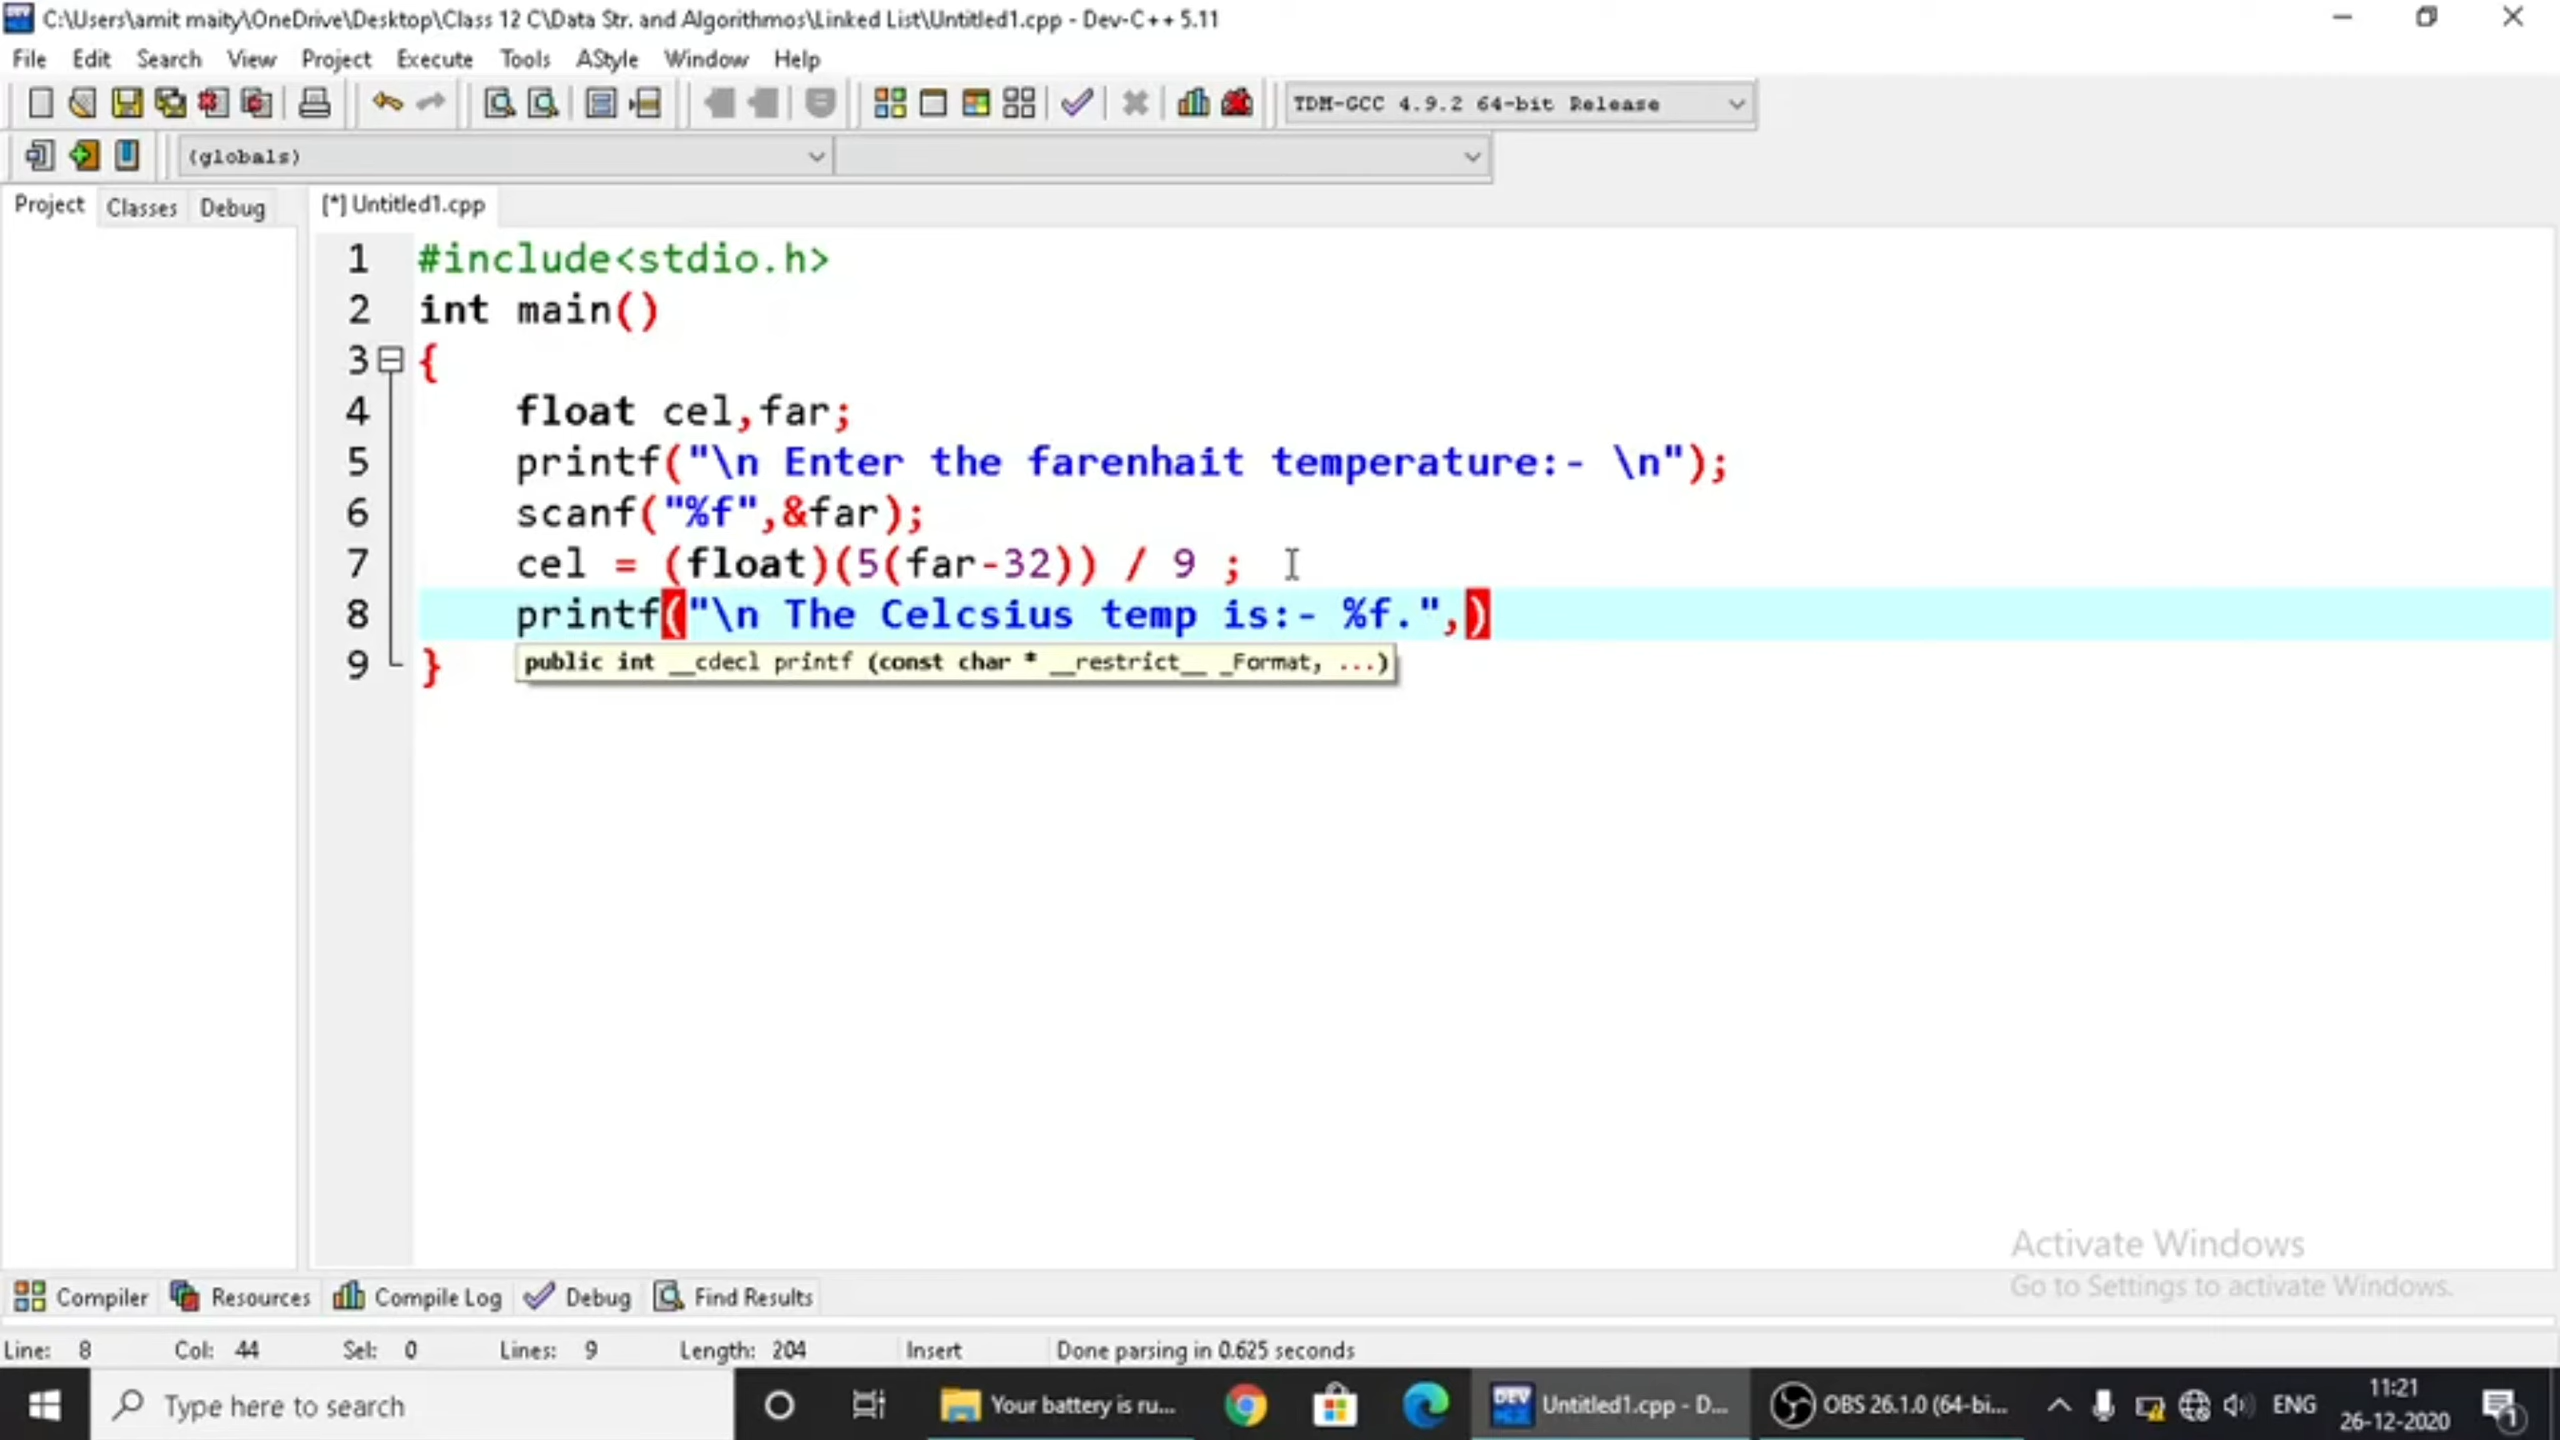 C:\Users\amit maity\OneDrive\Desktop\Class 12 C\Data Str. and Algorithmos\Linked List\Untitled1.cpp - Dev-C++ 5.11
File Edit Search View Project Execute Tools AStyle Window Help
TDM-GCC 4.9.2 64-bit Release
(globals)
Project Classes Debug [*] Untitled1.cpp
1 #include<stdio.h>
2 int main()
3 {
4 float cel,far;
5 printf("\n Enter the farenhait temperature:- \n");
6 scanf("%f",&far);
7 cel = (float)(5(far-32)) / 9 ;
8 printf("\n The Celcsius temp is:- %f.",)
9 }
public int __cdecl printf (const char * __restrict__ _Format, ...)
Activate Windows
Go to Settings to activate Windows.
Compiler Resources Compile Log Debug Find Results
Line: 8 Col: 44 Sel: 0 Lines: 9 Length: 204 Insert Done parsing in 0.625 seconds
Type here to search Your battery is ru... DEV Untitled1.cpp - D... OBS 26.1.0 (64-bi... ENG 11:21
26-12-2020 1